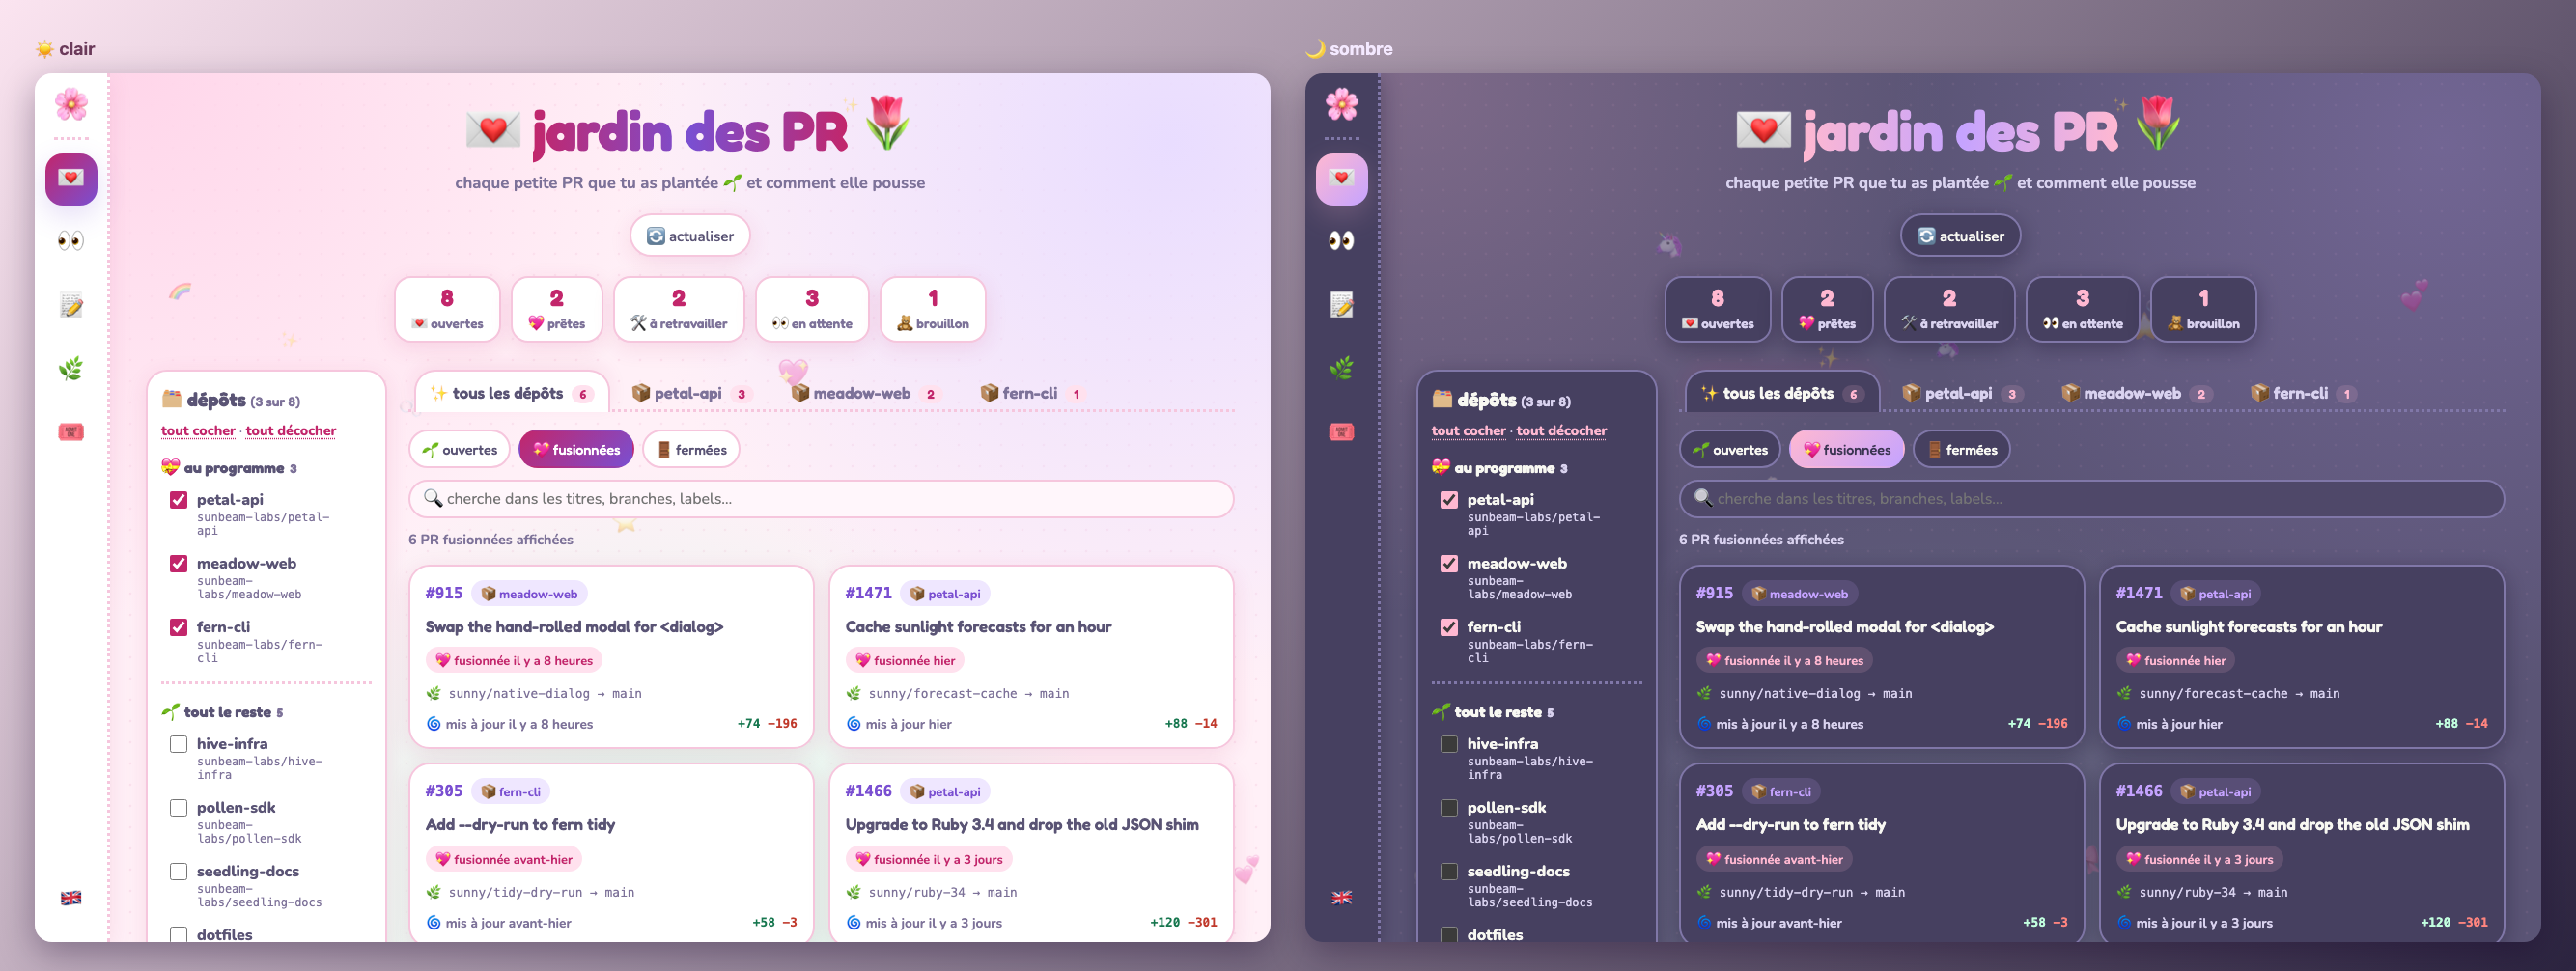 clair
jardin des PR
chaque petite PR que tu as plantée et comment elle pousse
actualiser
8
ouvertes
2
prêtes
2
à retravailler
3
en attente
1
brouillon
dépôts (3 sur 8)
tout cocher · tout décocher
au programme 3
petal-api
sunbeam-labs/petal-
api
meadow-web
sunbeam-
labs/meadow-web
fern-cli
sunbeam-labs/fern-
cli
tout le reste 5
hive-infra
sunbeam-labs/hive-
infra
pollen-sdk
sunbeam-
labs/pollen-sdk
seedling-docs
sunbeam-
labs/seedling-docs
dotfiles
tous les dépôts 6
petal-api 3
meadow-web 2
fern-cli 1
ouvertes
fusionnées
fermées
cherche dans les titres, branches, labels...
6 PR fusionnées affichées
#915 meadow-web
Swap the hand-rolled modal for <dialog>
fusionnée il y a 8 heures
sunny/native-dialog → main
mis à jour il y a 8 heures +74 −196
#1471 petal-api
Cache sunlight forecasts for an hour
fusionnée hier
sunny/forecast-cache → main
mis à jour hier +88 −14
#305 fern-cli
Add --dry-run to fern tidy
fusionnée avant-hier
sunny/tidy-dry-run → main
mis à jour avant-hier +58 −3
#1466 petal-api
Upgrade to Ruby 3.4 and drop the old JSON shim
fusionnée il y a 3 jours
sunny/ruby-34 → main
mis à jour il y a 3 jours +120 −301
sombre
jardin des PR
chaque petite PR que tu as plantée et comment elle pousse
actualiser
8
ouvertes
2
prêtes
2
à retravailler
3
en attente
1
brouillon
dépôts (3 sur 8)
tout cocher · tout décocher
au programme 3
petal-api
sunbeam-labs/petal-
api
meadow-web
sunbeam-
labs/meadow-web
fern-cli
sunbeam-labs/fern-
cli
tout le reste 5
hive-infra
sunbeam-labs/hive-
infra
pollen-sdk
sunbeam-
labs/pollen-sdk
seedling-docs
sunbeam-
labs/seedling-docs
dotfiles
tous les dépôts 6
petal-api 3
meadow-web 2
fern-cli 1
ouvertes
fusionnées
fermées
cherche dans les titres, branches, labels...
6 PR fusionnées affichées
#915 meadow-web
Swap the hand-rolled modal for <dialog>
fusionnée il y a 8 heures
sunny/native-dialog → main
mis à jour il y a 8 heures +74 −196
#1471 petal-api
Cache sunlight forecasts for an hour
fusionnée hier
sunny/forecast-cache → main
mis à jour hier +88 −14
#305 fern-cli
Add --dry-run to fern tidy
fusionnée avant-hier
sunny/tidy-dry-run → main
mis à jour avant-hier +58 −3
#1466 petal-api
Upgrade to Ruby 3.4 and drop the old JSON shim
fusionnée il y a 3 jours
sunny/ruby-34 → main
mis à jour il y a 3 jours +120 −301